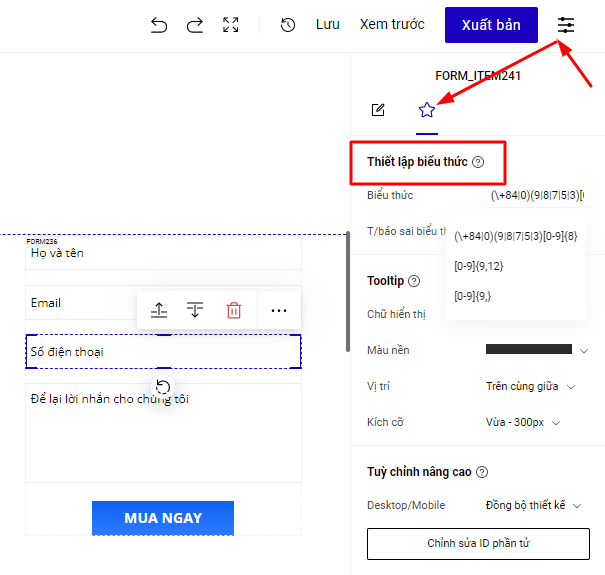 Lưu Xem trước Xuất bản
FORM_ITEM241
Thiết lập biểu thức ?
Biểu thức (\+84|0)(9|8|7|5|3)[
T/báo sai biểu th
(\+84|0)(9|8|7|5|3)[0-9]{8}
[0-9]{9,12}
[0-9]{9,}
Tooltip ?
Chữ hiển thị
Màu nền
Vị trí Trên cùng giữa
Kích cỡ Vừa - 300px
Tuỳ chỉnh nâng cao ?
Desktop/Mobile Đồng bộ thiết kế
Chỉnh sửa ID phần tử
FORM236
Họ và tên
Email
Số điện thoại
Để lại lời nhắn cho chúng tôi
MUA NGAY